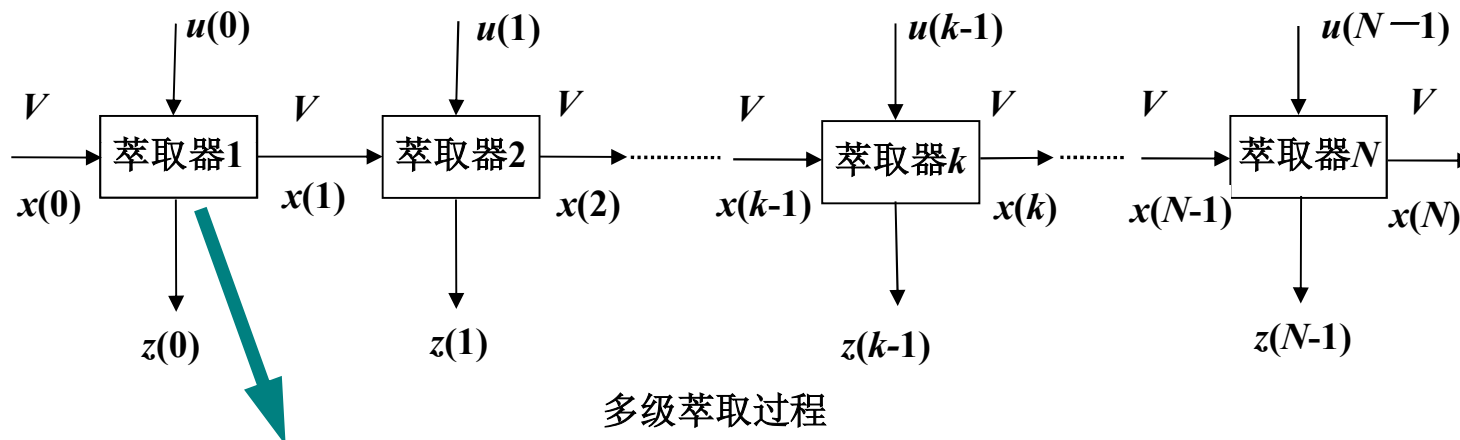 u(0) u(1) u(k-1) u(N－1)
V V V V V V V
萃取器1 萃取器2 萃取器k 萃取器N
x(0) x(1) x(2) x(k-1) x(k) x(N-1) x(N)
z(0) z(1) z(k-1) z(N-1)
多级萃取过程